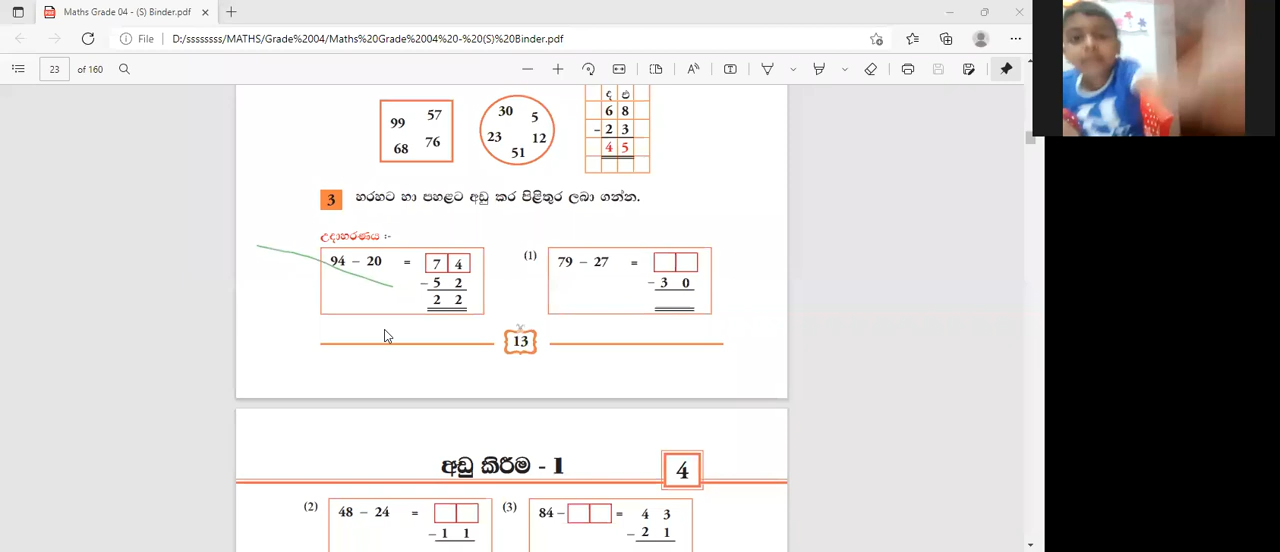 Maths Grade 04 - (S) Binder.pdf
File D:/ssssssss/MATHS/Grade%2004/Maths%20Grade%2004%20-%20(S)%20Binder.pdf
23 of 160
99 57
68 76
30 5
23 12
51
ද එ
6 8
- 2 3
4 5
3 හරහට හා පහළට අඩු කර පිළිතුර ලබා ගන්න.
උදාහරණය :-
94 - 20 = 7 4
- 5 2
2 2
(1) 79 - 27 =
- 3 0
13
අඩු කිරීම - 1 4
(2) 48 - 24 =
- 1 1
(3) 84 - = 4 3
- 2 1